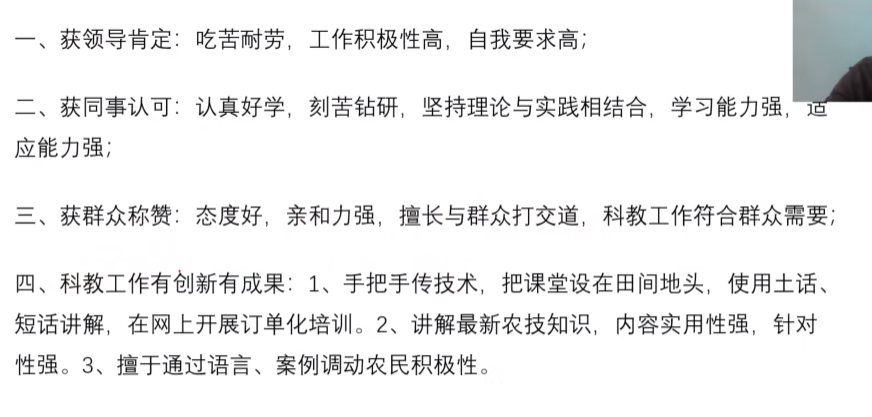 一、获领导肯定：吃苦耐劳，工作积极性高，自我要求高；
二、获同事认可：认真好学，刻苦钻研，坚持理论与实践相结合，学习能力强，适
应能力强；
三、获群众称赞：态度好，亲和力强，擅长与群众打交道，科教工作符合群众需要；
四、科教工作有创新有成果：1、手把手传技术，把课堂设在田间地头，使用土话、
短话讲解，在网上开展订单化培训。2、讲解最新农技知识，内容实用性强，针对
性强。3、擅于通过语言、案例调动农民积极性。